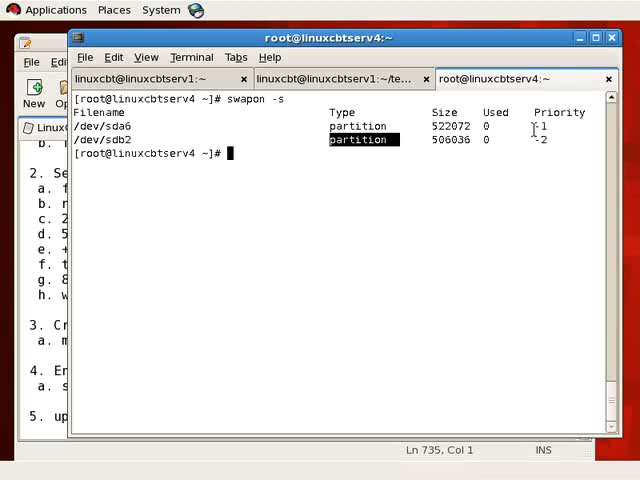 Applications Places System
root@linuxcbtserv4:~
File Edit View Terminal Tabs Help
linuxcbt@linuxcbtserv1:~ linuxcbt@linuxcbtserv1:~/te... root@linuxcbtserv4:~
[root@linuxcbtserv4 ~]# swapon -s
Filename Type Size Used Priority
/dev/sda6 partition 522072 0 -1
/dev/sdb2 partition 506036 0 -2
[root@linuxcbtserv4 ~]#
File Ed
New Op
LinuxC
b. T
2. Se
a. f
b. n
c. 2
d. 5
e. +
f. t
g. 8
h. w
3. Cr
a. m
4. En
a. s
5. up
Ln 735, Col 1 INS